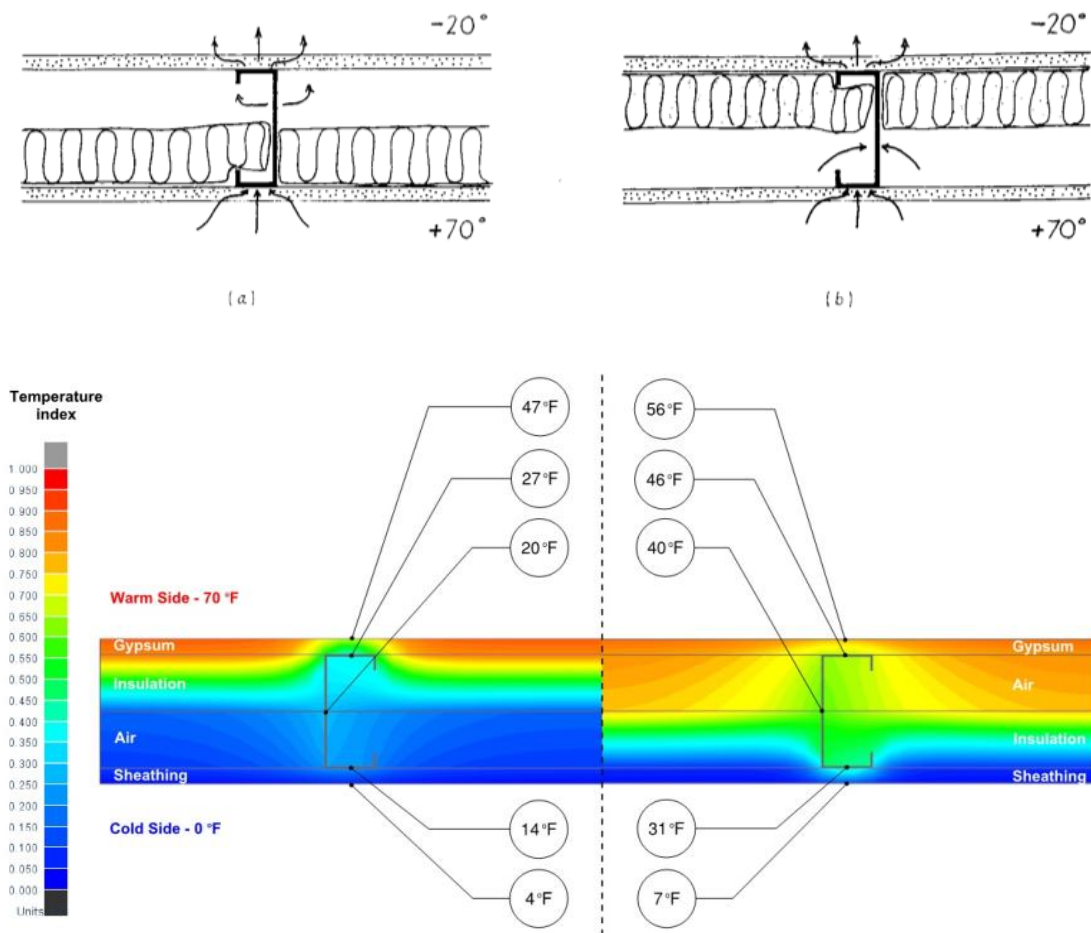 -20°
-20°
+70°
+70°
(a)
(b)
Temperature
index
47°F
56°F
27°F
46°F
20°F
40°F
1 000
0 950
0 900
0 850
0 800
0 750
0 700
0 650
0 600
0 550
0 500
0 450
0 400
0 350
0 300
0 250
0 200
0 150
0 100
0 050
0 000
Units
Warm Side - 70 °F
Gypsum
Insulation
Air
Sheathing
Gypsum
Air
Insulation
Sheathing
Cold Side - 0 °F
14°F
31°F
4°F
7°F